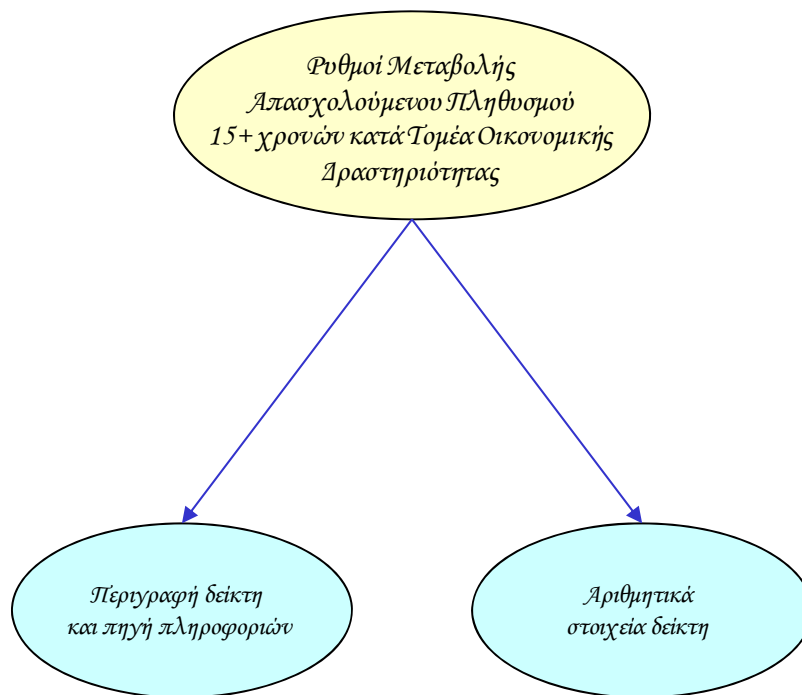 Ρυθμοί Μεταβολής
Απασχολούμενου Πληθυσμού
15+ χρονών κατά Τομέα Οικονομικής
Δραστηριότητας
Περιγραφή δείκτη
και πηγή πληροφοριών
Αριθμητικά
στοιχεία δείκτη